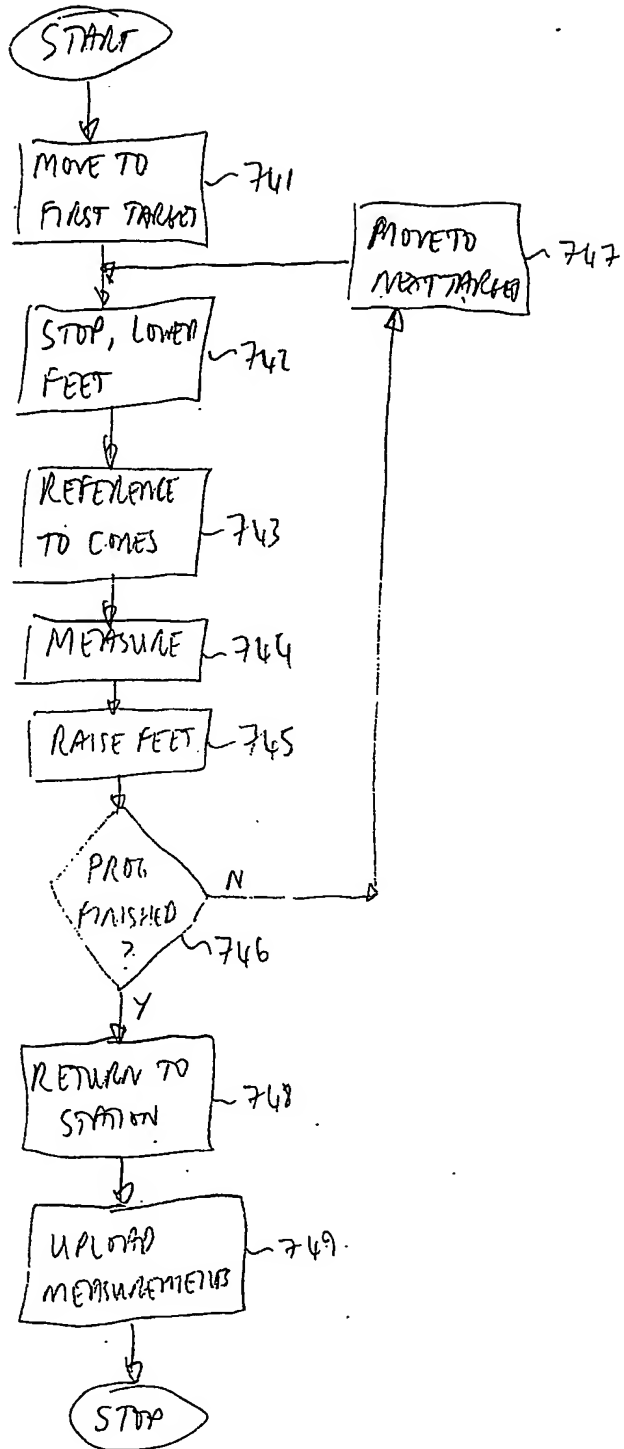 START
MOVE TO
FIRST TARGET
741
MOVE TO
NEXT TARGET
747
STOP, LOWER
FEET
742
REFERENCE
TO CONES
743
MEASURE
744
RAISE FEET
745
PROG
FINISHED
?
746
N
Y
RETURN TO
STATION
748
UPLOAD
MEASUREMENTS
749.
STOP